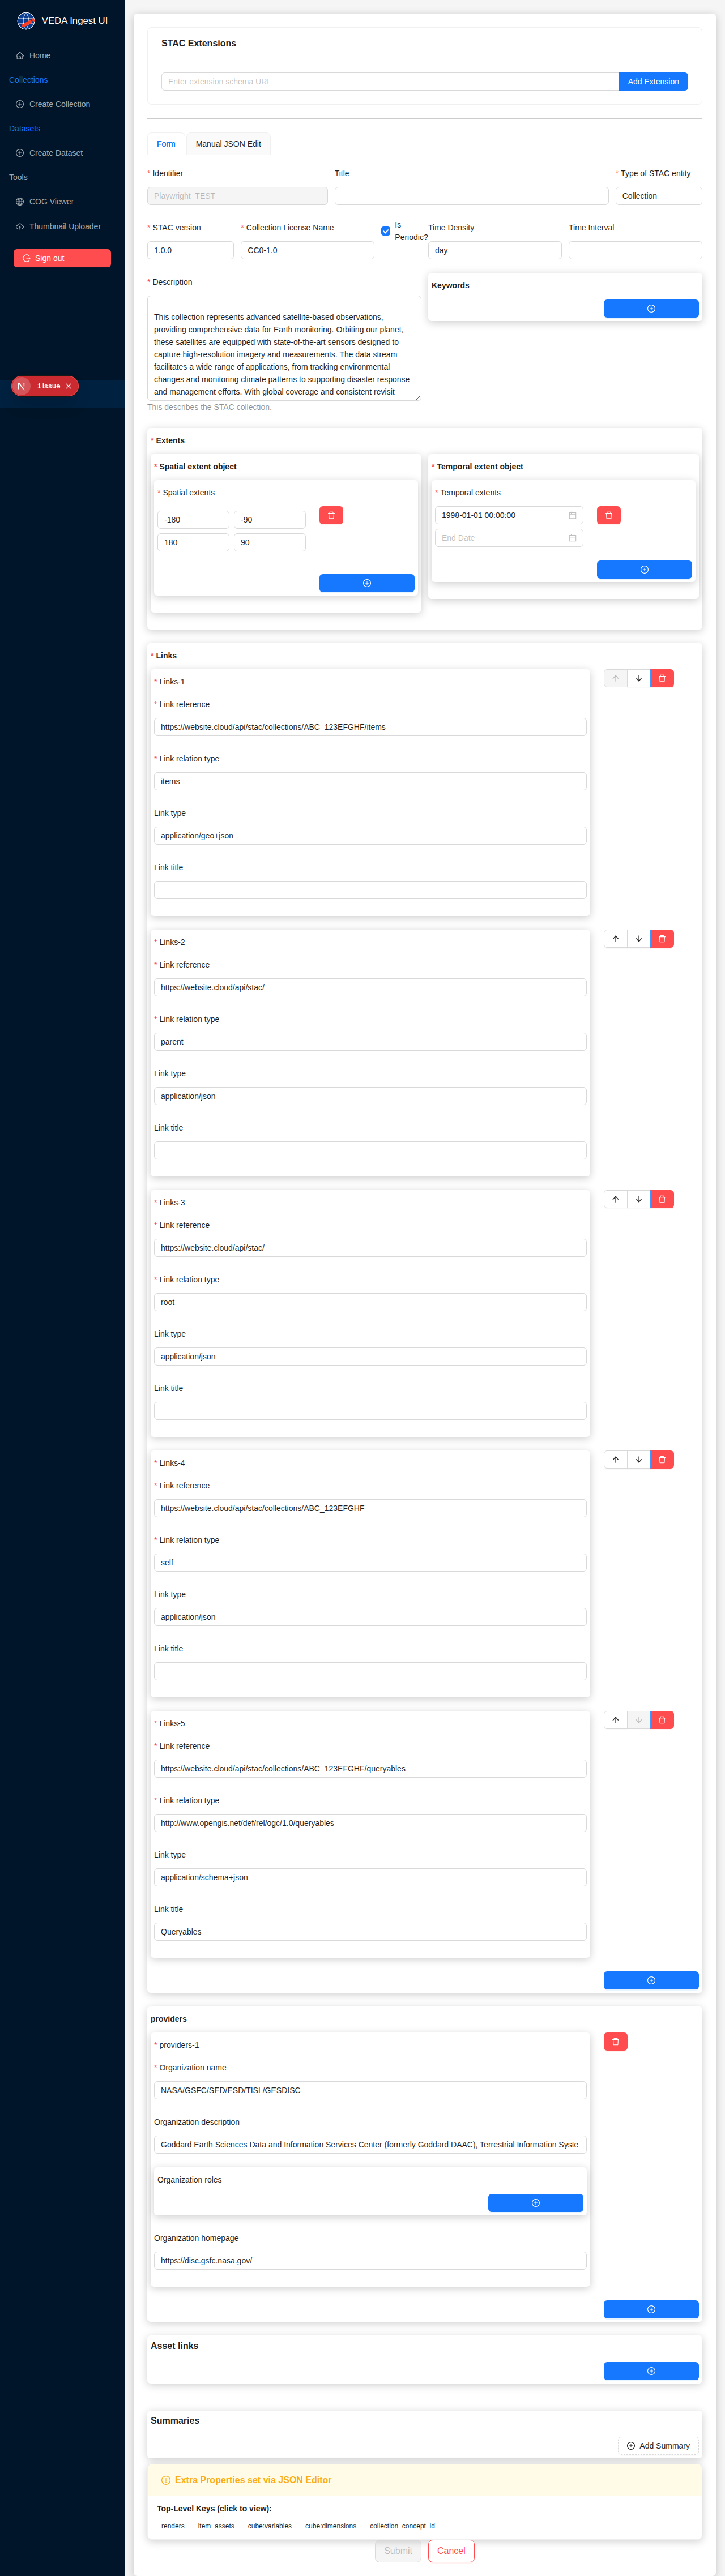 VEDA Ingest UI
Home
Collections
Create Collection
Datasets
Create Dataset
Tools
COG Viewer
Thumbnail Uploader
Sign out
N
1 Issue
STAC Extensions
Enter extension schema URL
Add Extension
Form
Manual JSON Edit
* Identifier
Title
* Type of STAC entity
Playwright_TEST
Collection
* STAC version
* Collection License Name
Is Periodic?
Time Density
Time Interval
1.0.0
CC0-1.0
day
* Description
This collection represents advanced satellite-based observations,
providing comprehensive data for Earth monitoring. Orbiting our planet,
these satellites are equipped with state-of-the-art sensors designed to
capture high-resolution imagery and measurements. The data stream
facilitates a wide range of applications, from tracking environmental
changes and monitoring climate patterns to supporting disaster response
and management efforts. With global coverage and consistent revisit
This describes the STAC collection.
Keywords
* Extents
* Spatial extent object
* Spatial extents
-180
-90
180
90
* Temporal extent object
* Temporal extents
1998-01-01 00:00:00
End Date
* Links
* Links-1
* Link reference
https://website.cloud/api/stac/collections/ABC_123EFGHF/items
* Link relation type
items
Link type
application/geo+json
Link title
* Links-2
* Link reference
https://website.cloud/api/stac/
* Link relation type
parent
Link type
application/json
Link title
* Links-3
* Link reference
https://website.cloud/api/stac/
* Link relation type
root
Link type
application/json
Link title
* Links-4
* Link reference
https://website.cloud/api/stac/collections/ABC_123EFGHF
* Link relation type
self
Link type
application/json
Link title
* Links-5
* Link reference
https://website.cloud/api/stac/collections/ABC_123EFGHF/queryables
* Link relation type
http://www.opengis.net/def/rel/ogc/1.0/queryables
Link type
application/schema+json
Link title
Queryables
providers
* providers-1
* Organization name
NASA/GSFC/SED/ESD/TISL/GESDISC
Organization description
Goddard Earth Sciences Data and Information Services Center (formerly Goddard DAAC), Terrestrial Information Syste
Organization roles
Organization homepage
https://disc.gsfc.nasa.gov/
Asset links
Summaries
Add Summary
Extra Properties set via JSON Editor
Top-Level Keys (click to view):
renders
item_assets
cube:variables
cube:dimensions
collection_concept_id
Submit
Cancel